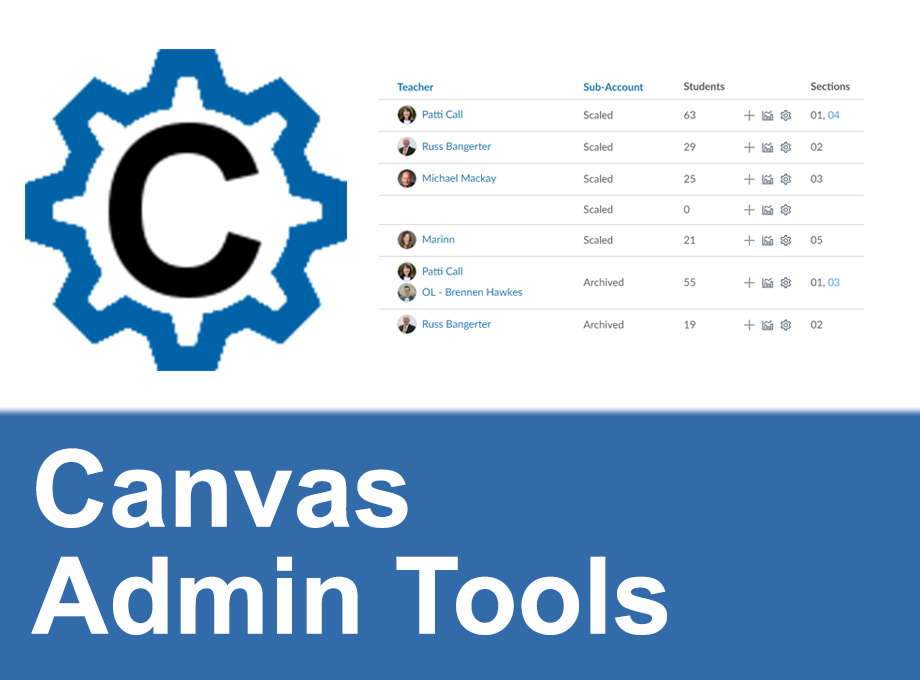 C
Teacher Sub-Account Students Sections
Patti Call Scaled 63 01, 04
Russ Bangerter Scaled 29 02
Michael Mackay Scaled 25 03
Scaled 0
Marinn Scaled 21 05
Patti Call
OL - Brennen Hawkes Archived 55 01, 03
Russ Bangerter Archived 19 02
Canvas
Admin Tools